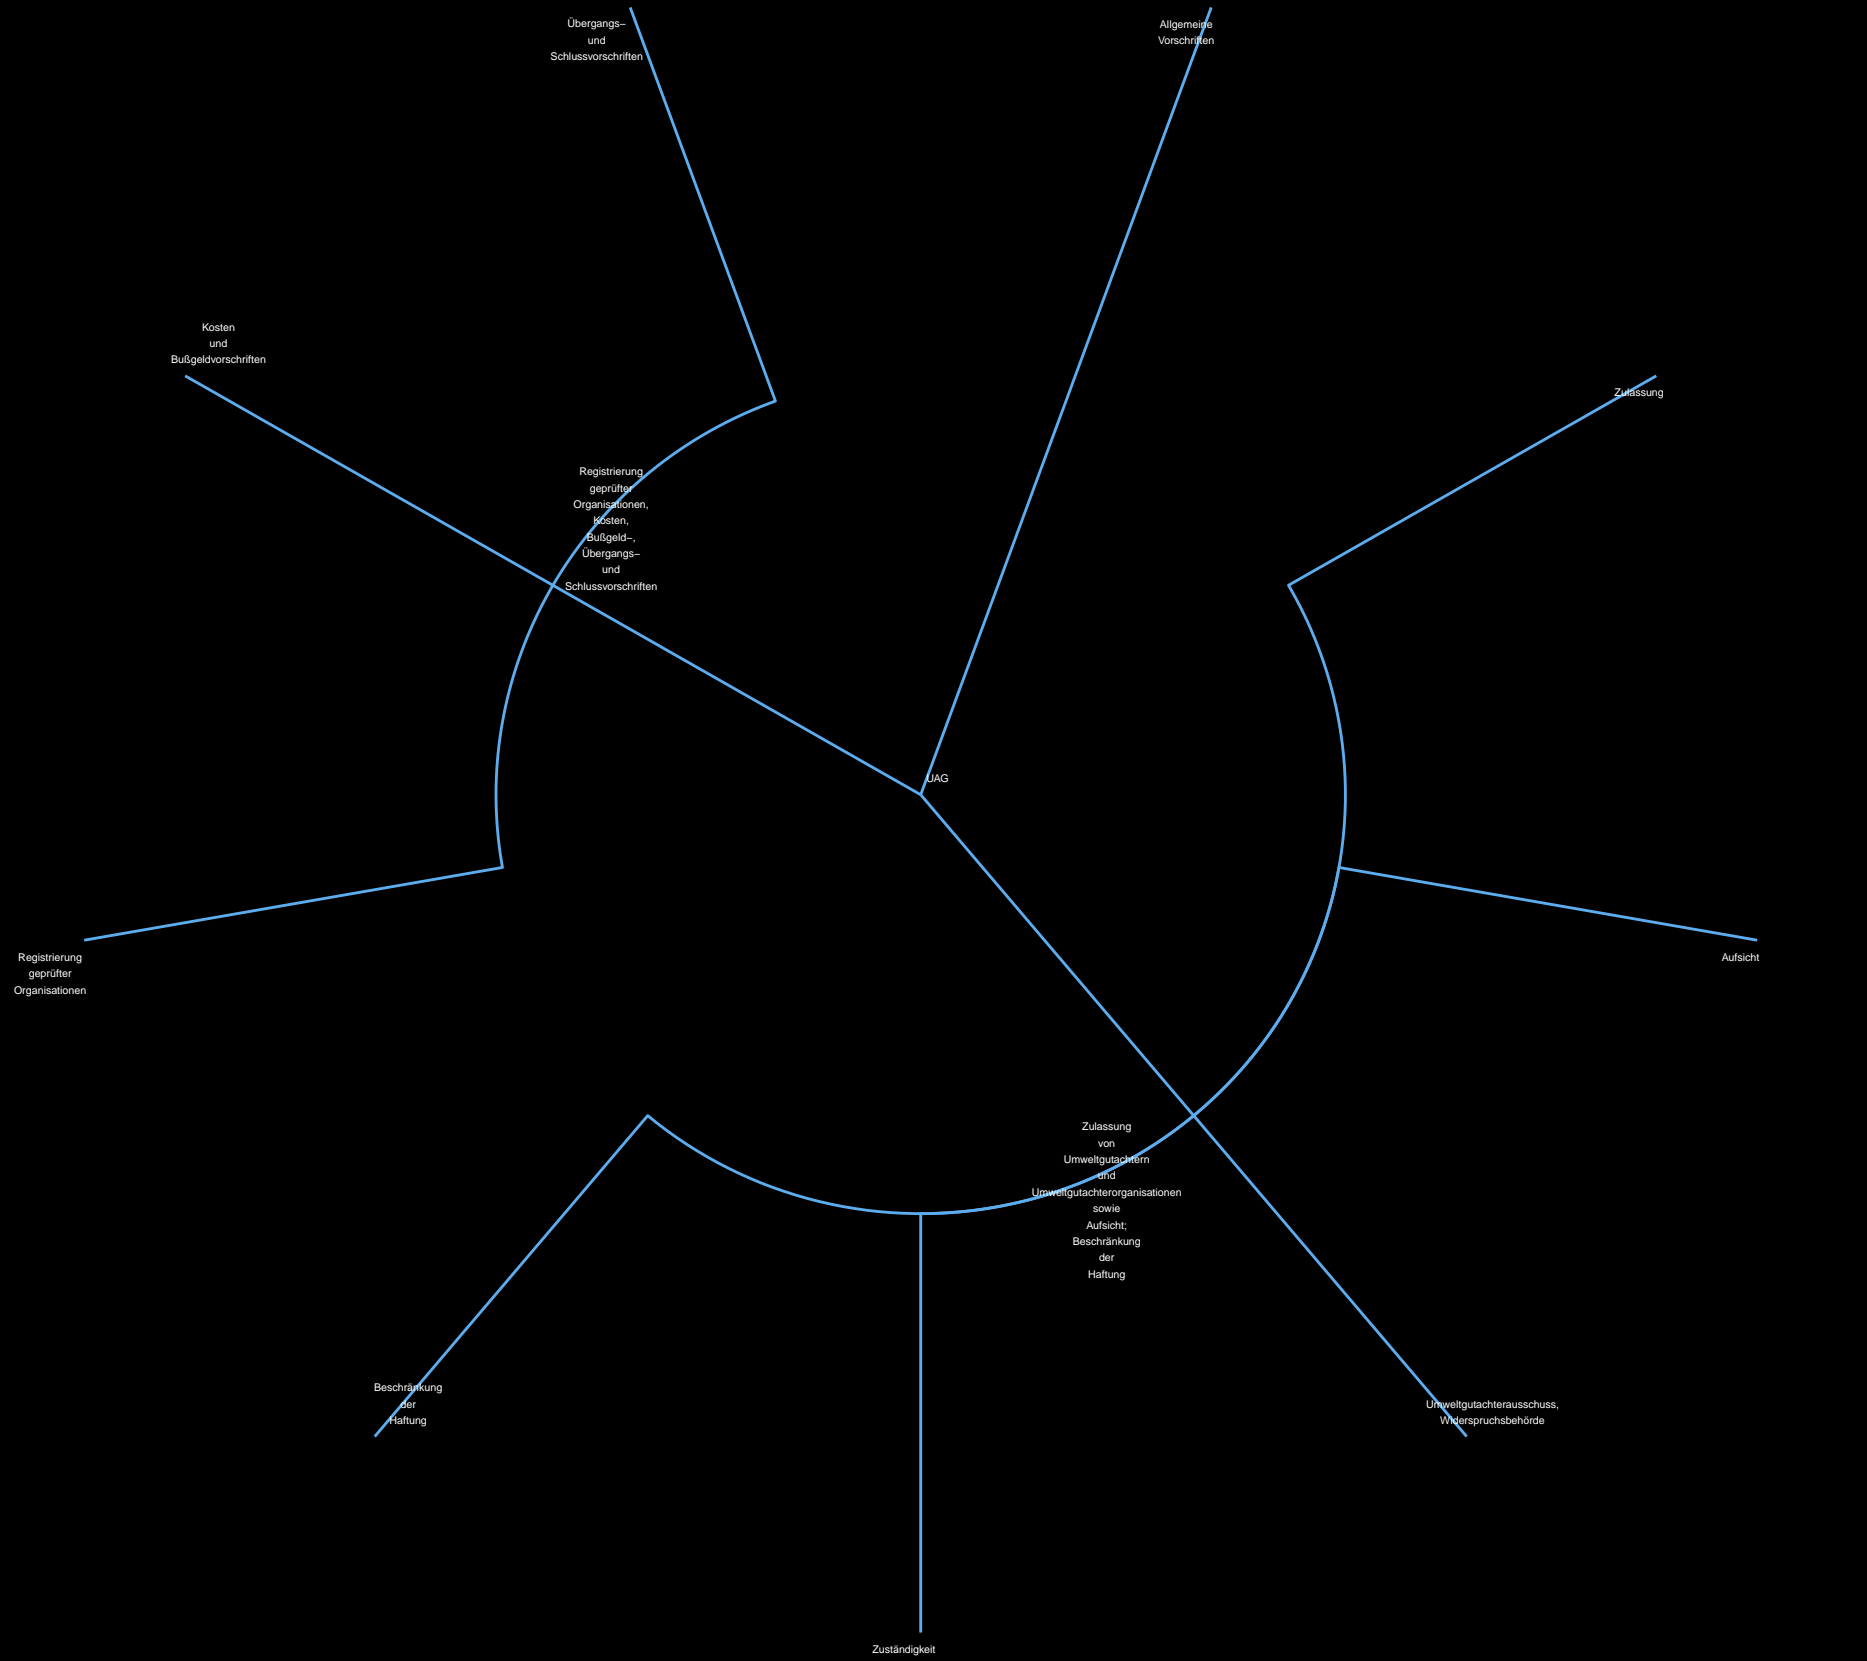 Übergangs–
und
Schlussvorschriften
Allgemeine
Vorschriften
Kosten
und
Bußgeldvorschriften
Zulassung
Registrierung
geprüfter
Organisationen,
Kosten,
Bußgeld–,
Übergangs–
und
Schlussvorschriften
UAG
Registrierung
geprüfter
Organisationen
Aufsicht
Zulassung
von
Umweltgutachtern
und
Umweltgutachterorganisationen
sowie
Aufsicht;
Beschränkung
der
Haftung
Beschränkung
der
Haftung
Umweltgutachterausschuss,
Widerspruchsbehörde
Zuständigkeit